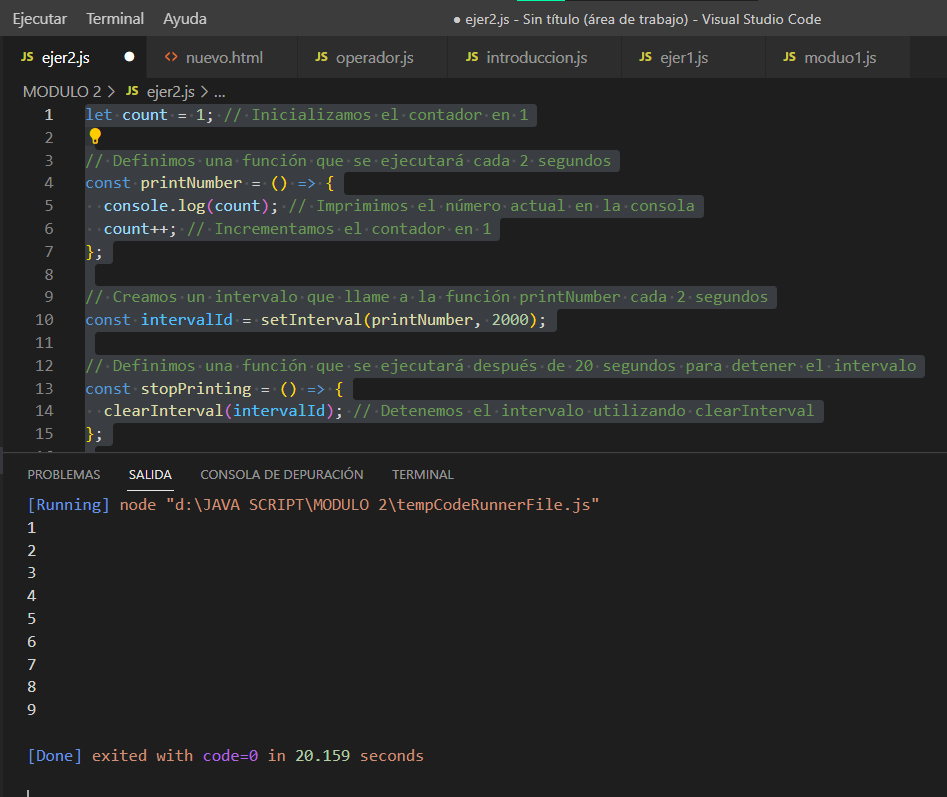 Ejecutar Terminal Ayuda ● ejer2.js - Sin título (área de trabajo) - Visual Studio Code
JS ejer2.js ● <> nuevo.html JS operador.js JS introduccion.js JS ejer1.js JS moduo1.js
MODULO 2 > JS ejer2.js > ...
1 let count = 1; // Inicializamos el contador en 1
2
3 // Definimos una función que se ejecutará cada 2 segundos
4 const printNumber = () => {
5   console.log(count); // Imprimimos el número actual en la consola
6   count++; // Incrementamos el contador en 1
7 };
8
9 // Creamos un intervalo que llame a la función printNumber cada 2 segundos
10 const intervalId = setInterval(printNumber, 2000);
11
12 // Definimos una función que se ejecutará después de 20 segundos para detener el intervalo
13 const stopPrinting = () => {
14   clearInterval(intervalId); // Detenemos el intervalo utilizando clearInterval
15 };
PROBLEMAS SALIDA CONSOLA DE DEPURACIÓN TERMINAL
[Running] node "d:\JAVA SCRIPT\MODULO 2\tempCodeRunnerFile.js"
1
2
3
4
5
6
7
8
9
[Done] exited with code=0 in 20.159 seconds